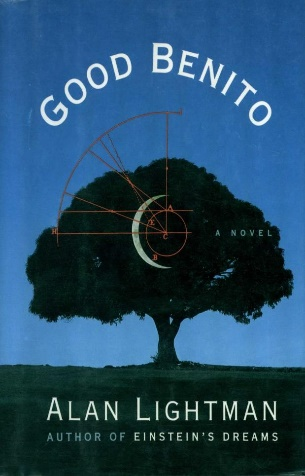 GOOD BENITO
A
E
C
H
B
A NOVEL
ALAN LIGHTMAN
AUTHOR OF EINSTEIN'S DREAMS